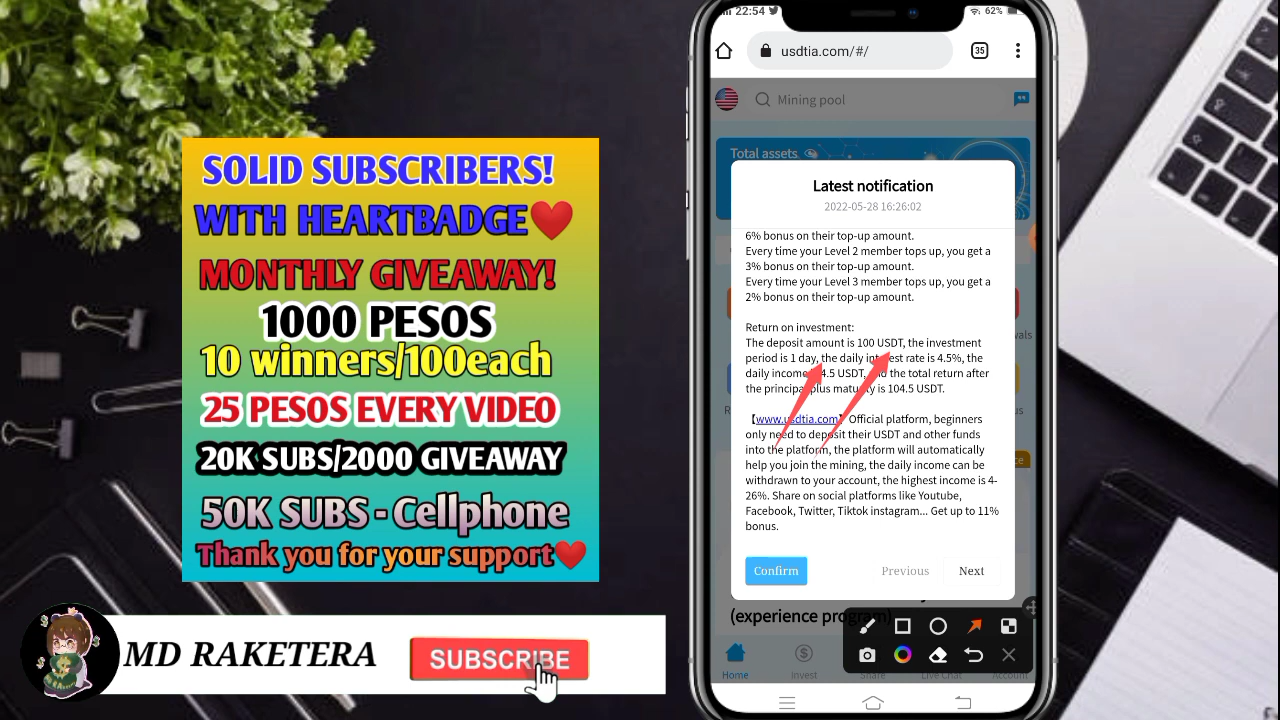 SOLID SUBSCRIBERS!
WITH HEARTBADGE❤️
MONTHLY GIVEAWAY!
1000 PESOS
10 winners/100each
25 PESOS EVERY VIDEO
20K SUBS/2000 GIVEAWAY
50K SUBS - Cellphone
Thank you for your support❤️
MD RAKETERA
SUBSCRIBE
22:54
62%
usdtia.com/#/
35
Mining pool
Total assets
Latest notification
2022-05-28 16:26:02
6% bonus on their top-up amount.
Every time your Level 2 member tops up, you get a
3% bonus on their top-up amount.
Every time your Level 3 member tops up, you get a
2% bonus on their top-up amount.
Return on investment:
The deposit amount is 100 USDT, the investment
period is 1 day, the daily interest rate is 4.5%, the
daily income 4.5 USDT, and the total return after
the principal plus maturity is 104.5 USDT.
【www.usdtia.com】Official platform, beginners
only need to deposit their USDT and other funds
into the platform, the platform will automatically
help you join the mining, the daily income can be
withdrawn to your account, the highest income is 4-
26%. Share on social platforms like Youtube,
Facebook, Twitter, Tiktok instagram... Get up to 11%
bonus.
Confirm
Previous
Next
(experience program)
Home
Invest
Share
Live Chat
Account